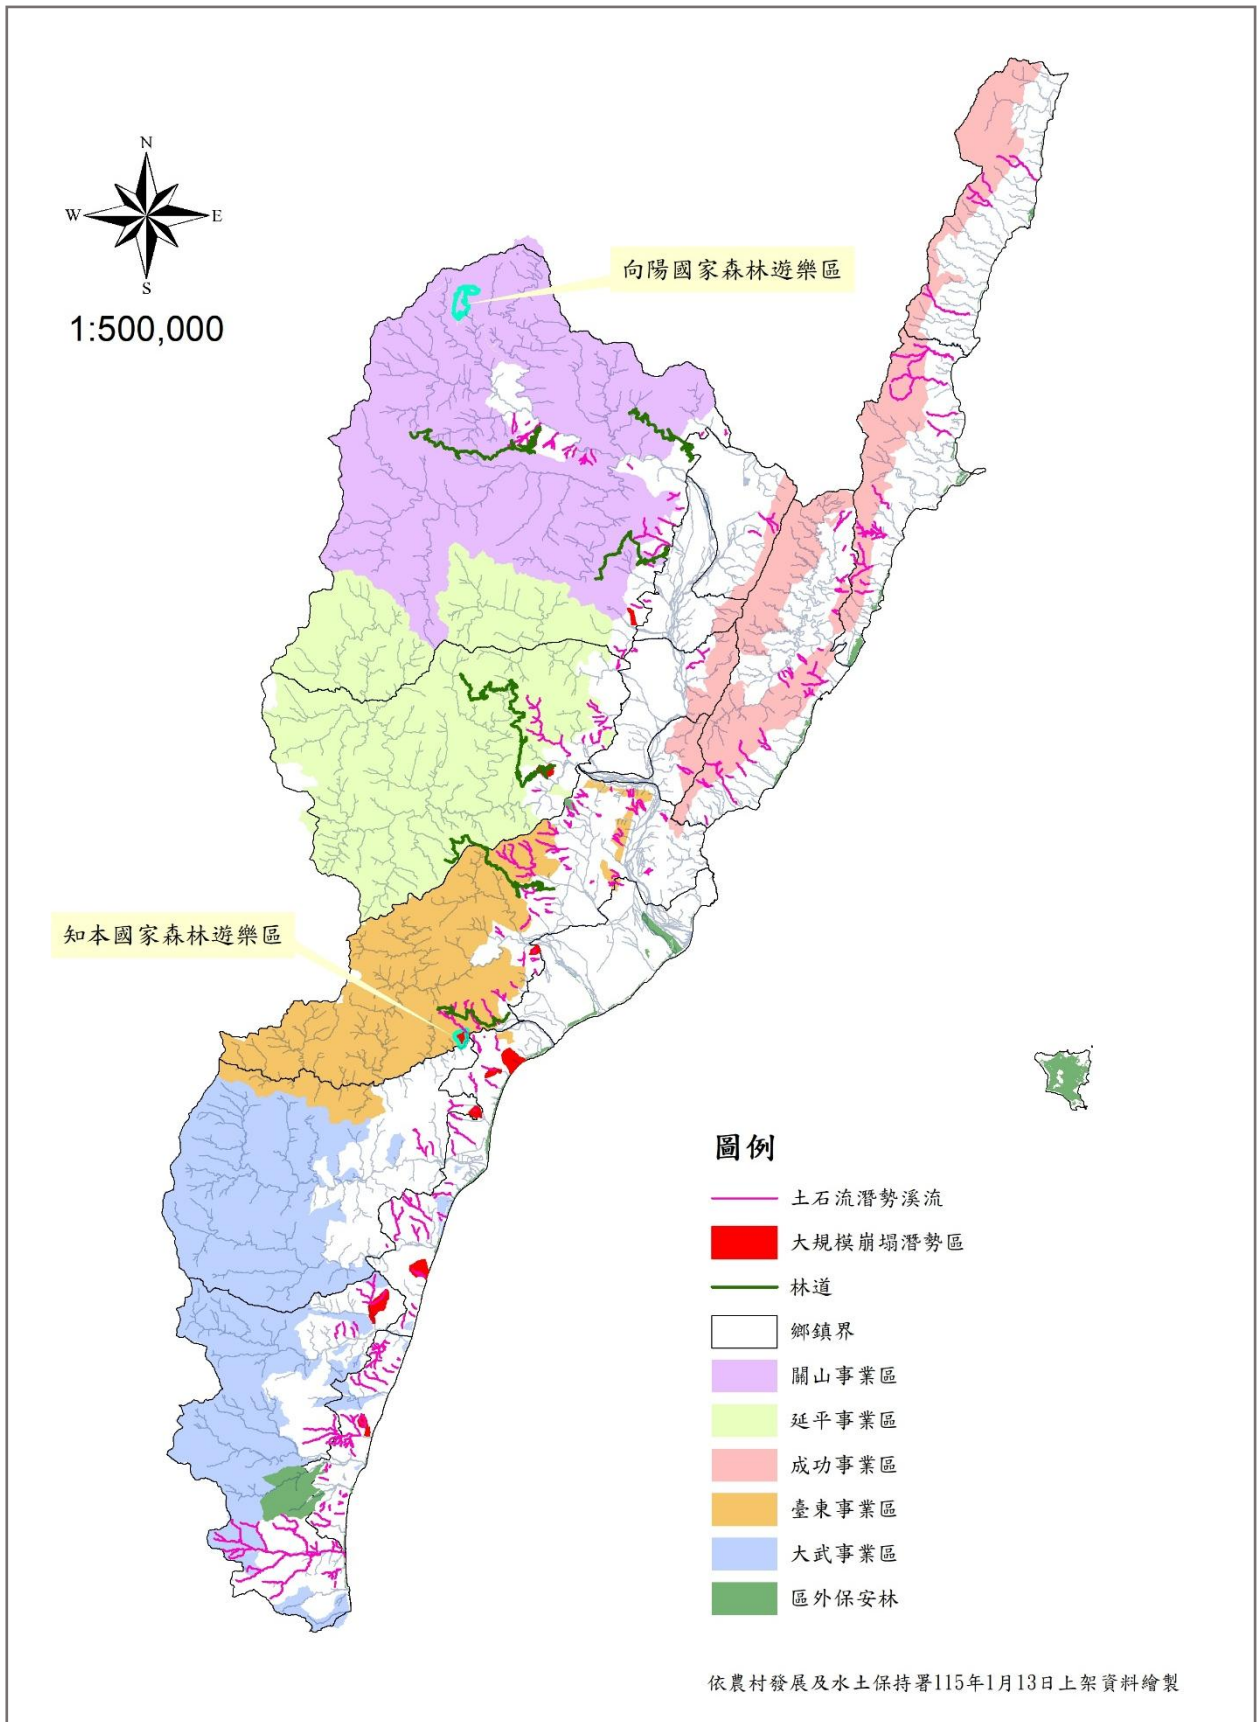 N
W
E
S
1:500,000
向陽國家森林遊樂區
知本國家森林遊樂區
圖例
土石流潛勢溪流
大規模崩塌潛勢區
林道
鄉鎮界
關山事業區
延平事業區
成功事業區
臺東事業區
大武事業區
區外保安林
依農村發展及水土保持署115年1月13日上架資料繪製